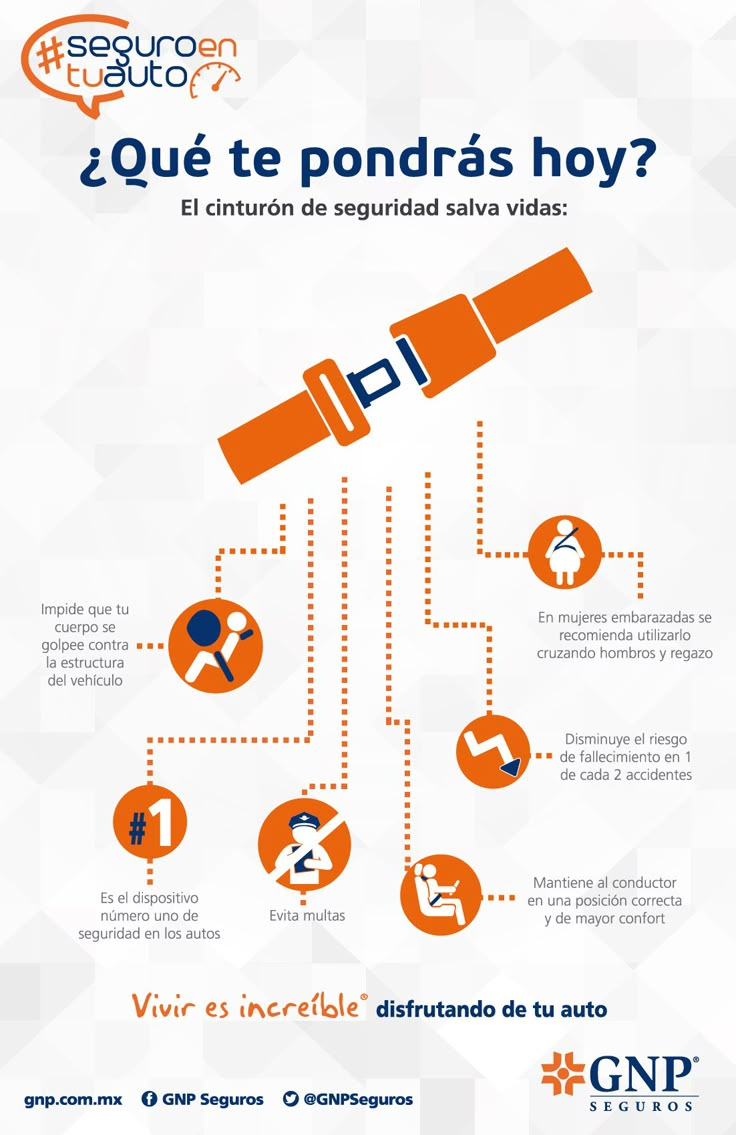 #seguroen
tuauto
¿Qué te pondrás hoy?
El cinturón de seguridad salva vidas:
Impide que tu
cuerpo se
golpee contra
la estructura
del vehículo
En mujeres embarazadas se
recomienda utilizarlo
cruzando hombros y regazo
Disminuye el riesgo
de fallecimiento en 1
de cada 2 accidentes
#1
Es el dispositivo
número uno de
seguridad en los autos
Evita multas
Mantiene al conductor
en una posición correcta
y de mayor confort
Vivir es increíble® disfrutando de tu auto
GNP®
SEGUROS
gnp.com.mx GNP Seguros @GNPSeguros